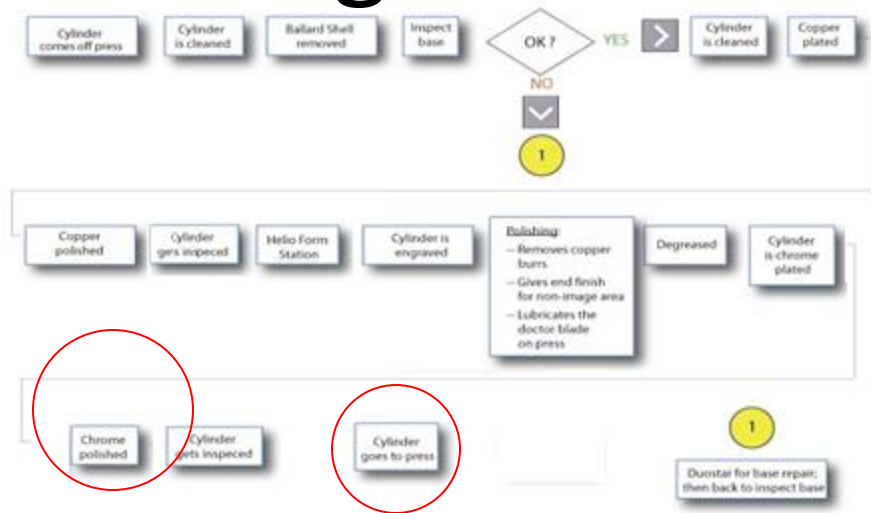 Cylinder
comes off press
Cylinder
is cleaned
Ballard Shell
removed
Inspect
base
OK ?
YES
Cylinder
is cleaned
Copper
plated
NO
1
Copper
polished
Cylinder
gets inspeced
Helio Form
Station
Cylinder is
engraved
Polishing:
– Removes copper
burrs
– Gives end finish
for non-image area
– Lubricates the
doctor blade
on press
Degreased
Cylinder
is chrome
plated
Chrome
polished
Cylinder
gets inspeced
Cylinder
goes to press
1
Duostar for base repair;
then back to inspect base